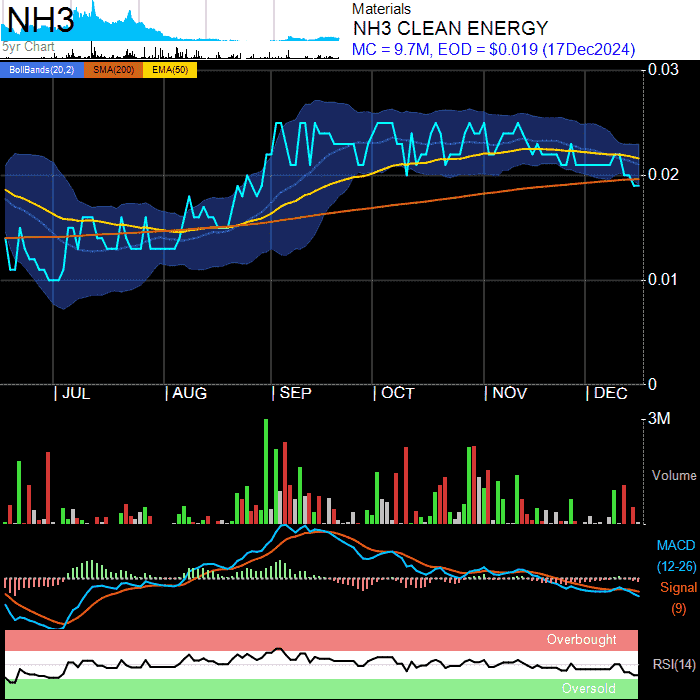 NH3
5yr Chart
Materials
NH3 CLEAN ENERGY
MC = 9.7M, EOD = $0.019 (17Dec2024)
BollBands(20,2) SMA(200) EMA(50)
0.03
0.02
0.01
0
| JUL | AUG | SEP | OCT | NOV | DEC
3M
Volume
MACD
(12-26)
Signal
(9)
Overbought
RSI(14)
Oversold